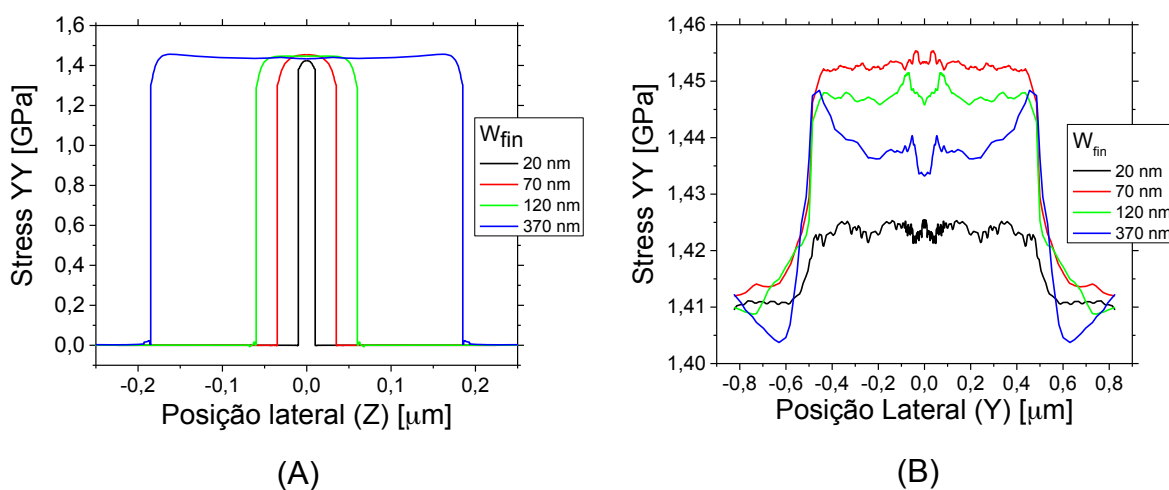 1,6
1,4
1,2
1,0
0,8
0,6
0,4
0,2
0,0
Stress YY [GPa]
-0,2 -0,1 0,0 0,1 0,2
Posição lateral (Z) [μm]
W fin
20 nm
70 nm
120 nm
370 nm
(A)
1,46
1,45
1,44
1,43
1,42
1,41
1,40
Stress YY [GPa]
-0,8 -0,6 -0,4 -0,2 0,0 0,2 0,4 0,6 0,8
Posição Lateral (Y) [μm]
W fin
20 nm
70 nm
120 nm
370 nm
(B)